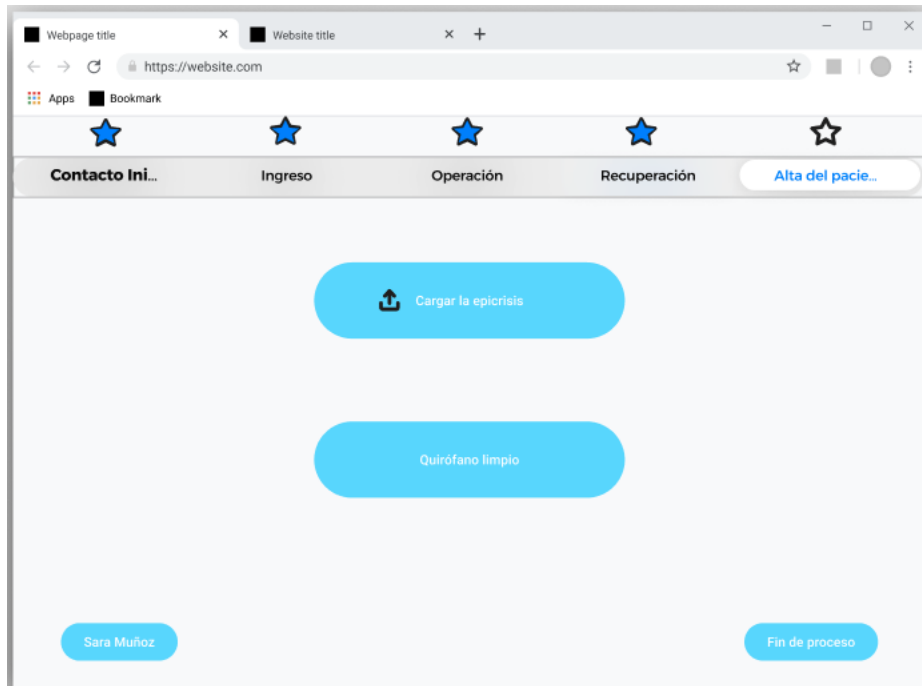 Webpage title
Website title
https://website.com
Apps
Bookmark
Contacto Ini...
Ingreso
Operación
Recuperación
Alta del pacie...
Cargar la epicrisis
Quirófano limpio
Sara Muñoz
Fin de proceso